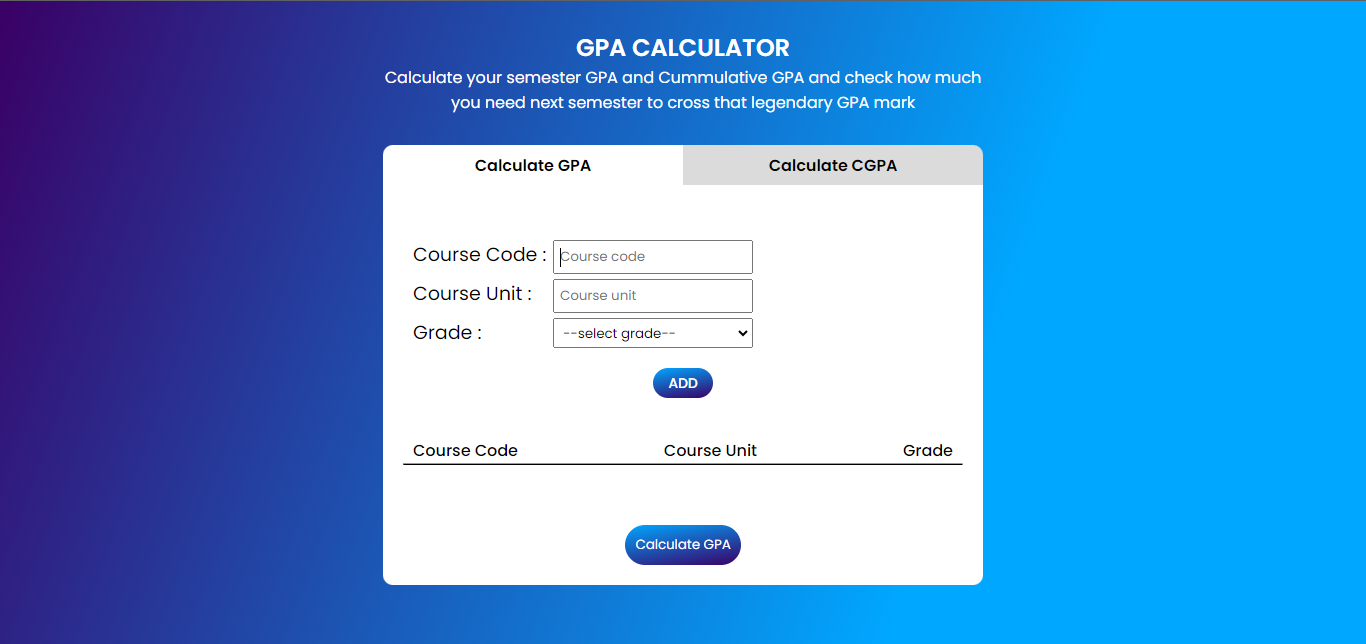 GPA CALCULATOR
Calculate your semester GPA and Cummulative GPA and check how much
you need next semester to cross that legendary GPA mark
Calculate GPA
Calculate CGPA
Course Code :
Course code
Course Unit :
Course unit
Grade :
--select grade--
ADD
Course Code
Course Unit
Grade
Calculate GPA